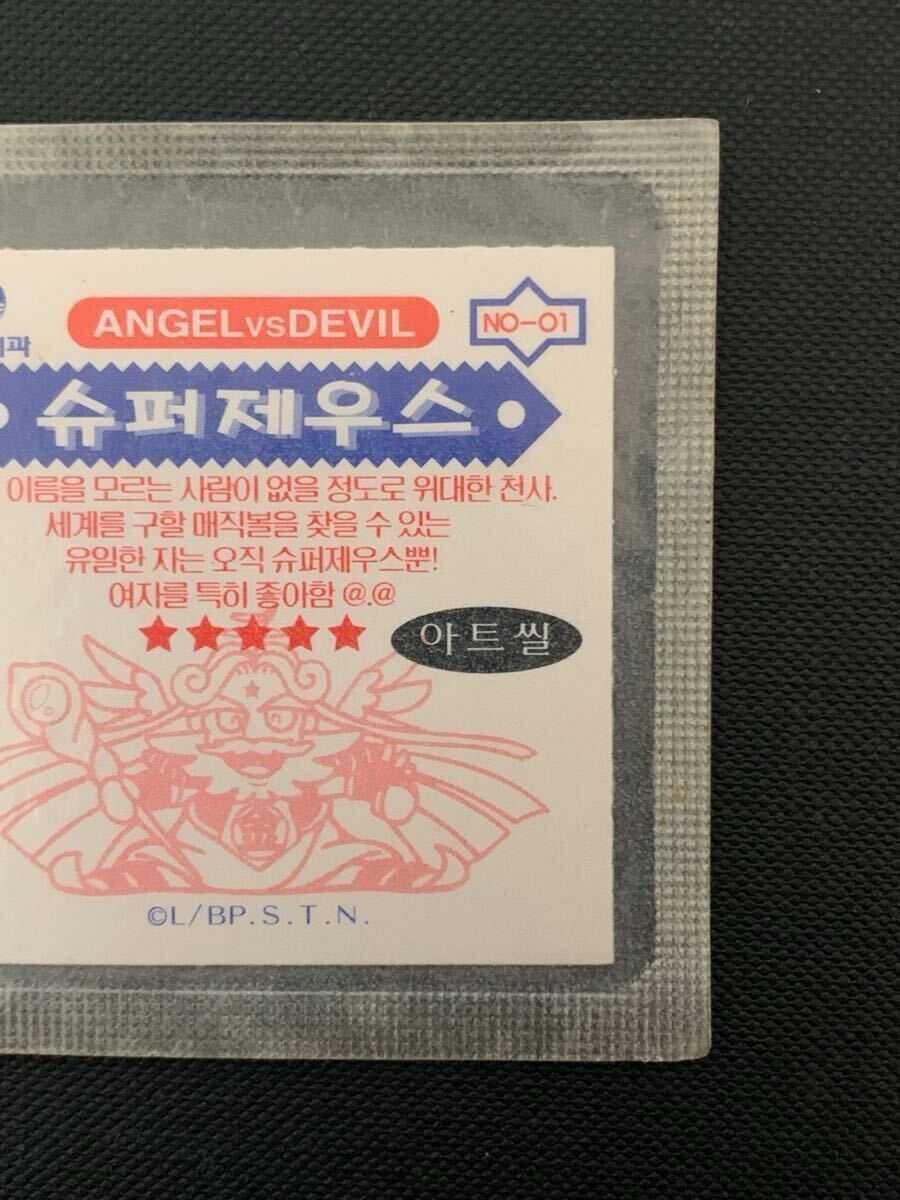 ANGELvsDEVIL
NO-01
슈퍼제우스
이름을 모르는 사람이 없을 정도로 위대한 천사.
세계를 구할 매직볼을 찾을 수 있는
유일한 자는 오직 슈퍼제우스뿐!
여자를 특히 좋아함 @.@
★★★★★
아트씰
金
©L/BP.S.T.N.